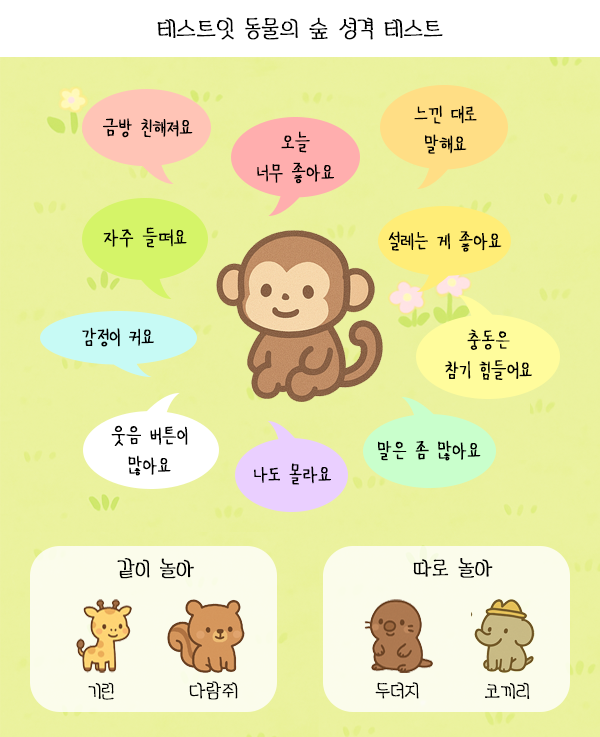 테스트잇 동물의 숲 성격 테스트
금방 친해져요
오늘
너무 좋아요
느낀 대로
말해요
자주 들떠요
설레는 게 좋아요
감정이 커요
충동은
참기 힘들어요
웃음 버튼이
많아요
나도 몰라요
말은 좀 많아요
같이 놀아
따로 놀아
기린
다람쥐
두더지
코끼리